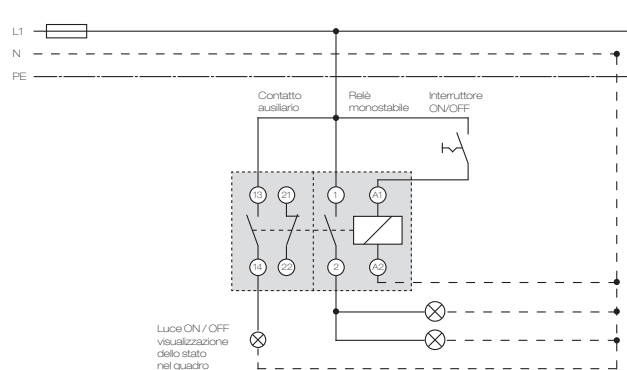 L1
N
PE
Contatto
ausiliario
Relè
monostabile
Interruttore
ON/OFF
13
21
1
A1
14
22
2
A2
Luce ON / OFF
visualizzazione
dello stato
nel quadro